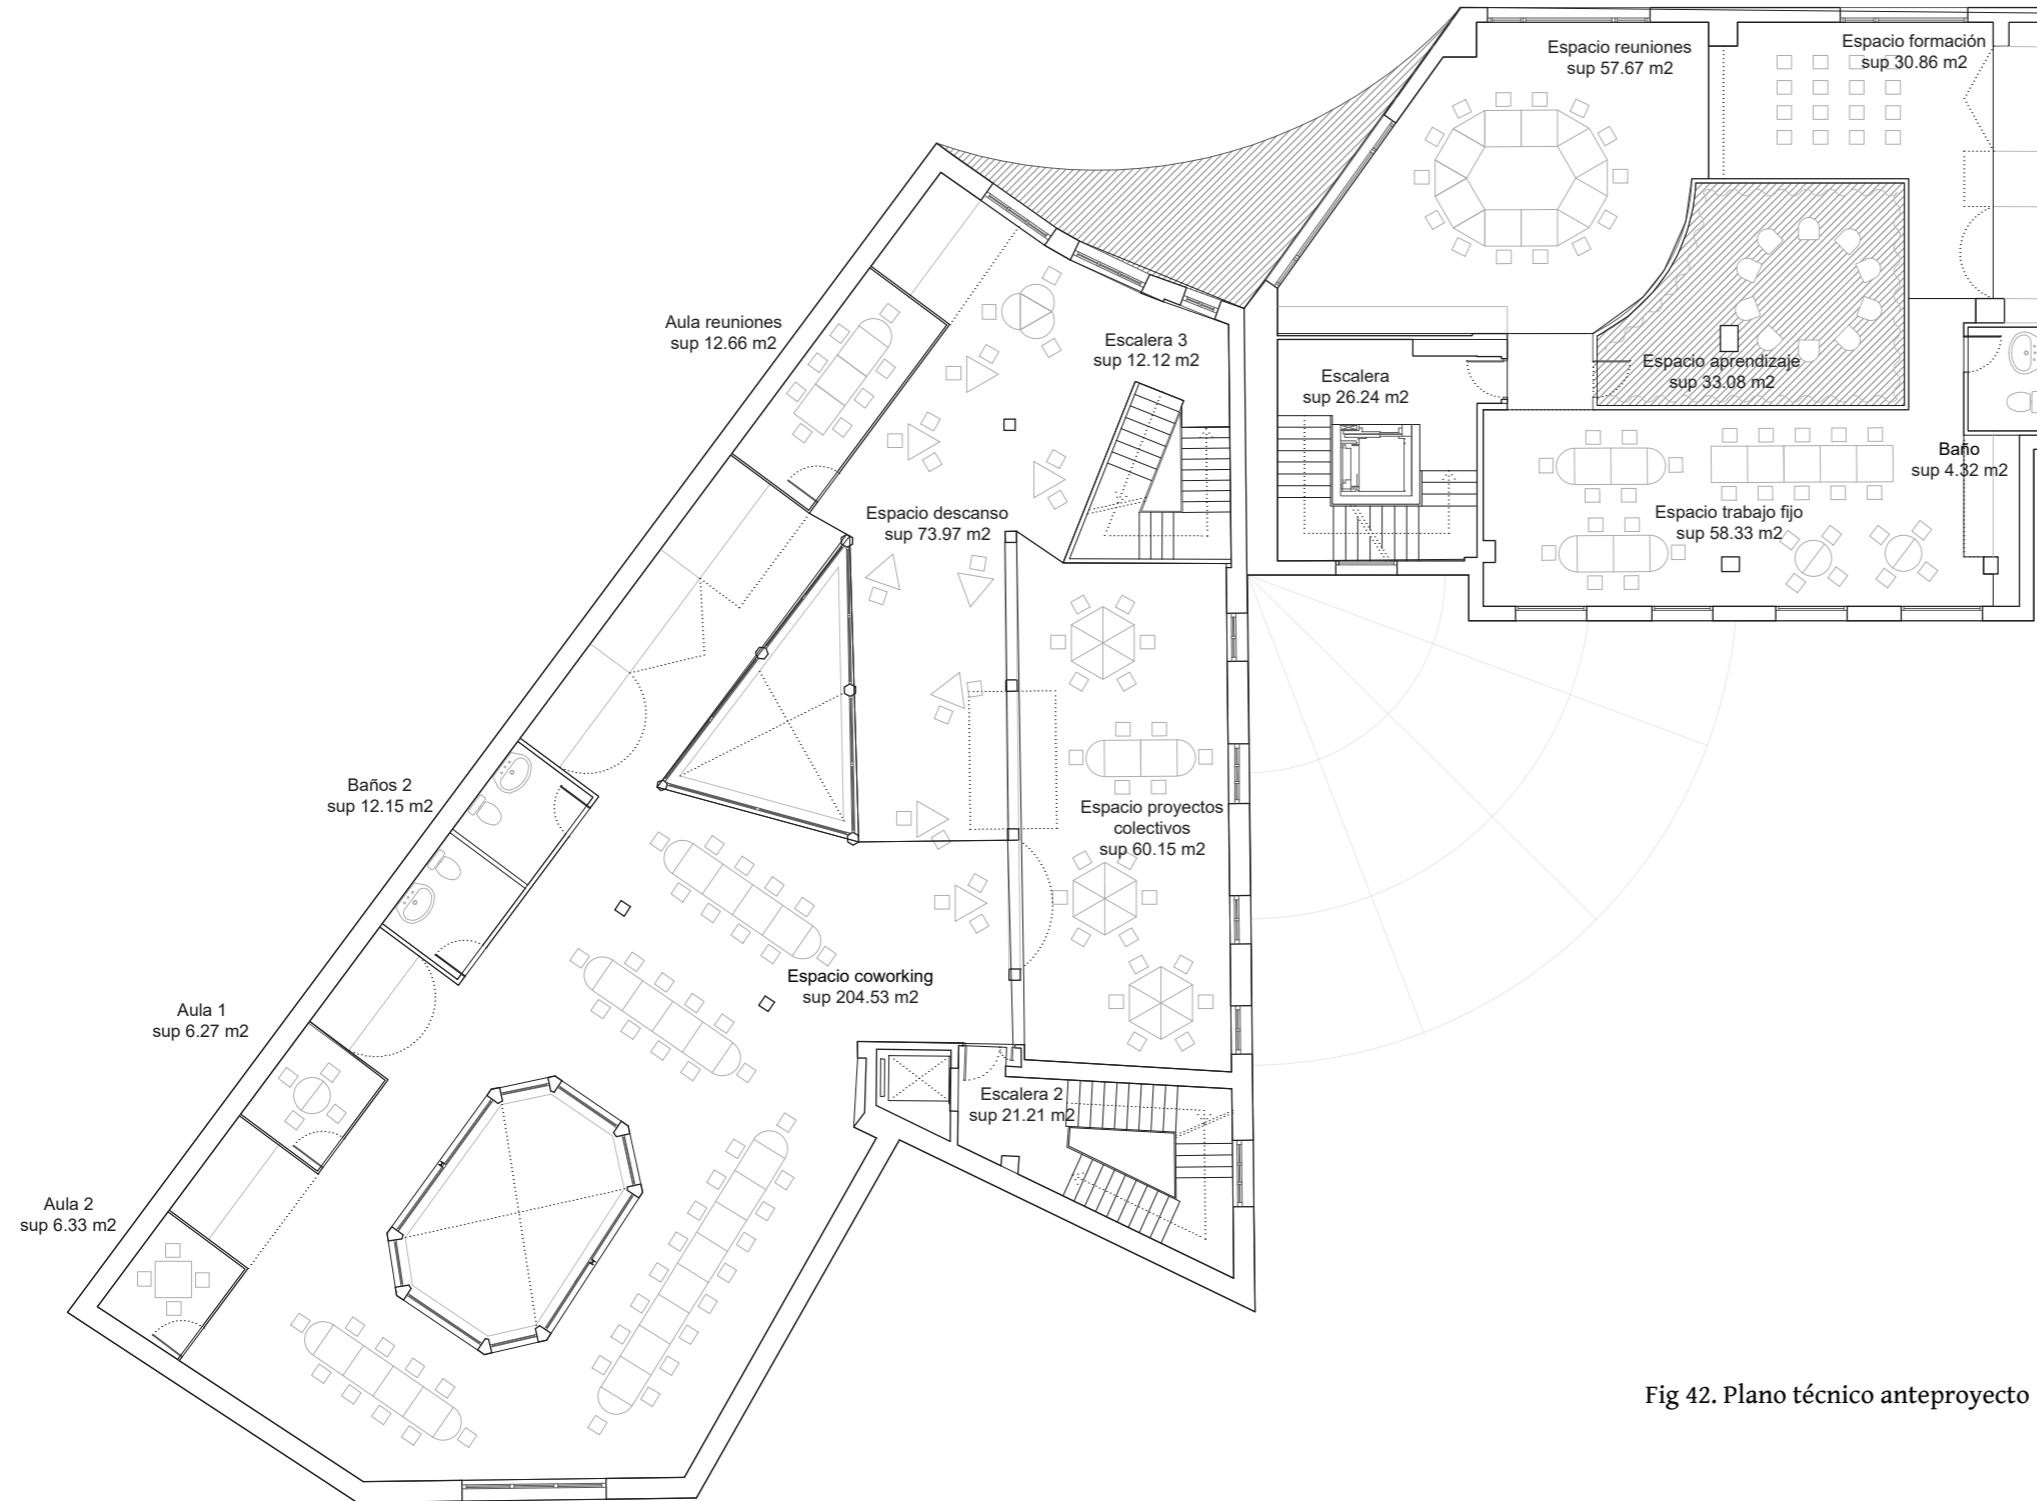 Espacio reuniones
sup 57.67 m2
Espacio formación
sup 30.86 m2
Aula reuniones
sup 12.66 m2
Escalera 3
sup 12.12 m2
Escalera
sup 26.24 m2
Espacio aprendizaje
sup 33.08 m2
Baño
sup 4.32 m2
Espacio descanso
sup 73.97 m2
Espacio trabajo fijo
sup 58.33 m2
Baños 2
sup 12.15 m2
Espacio proyectos
colectivos
sup 60.15 m2
Espacio coworking
sup 204.53 m2
Aula 1
sup 6.27 m2
Escalera 2
sup 21.21 m2
Aula 2
sup 6.33 m2
Fig 42. Plano técnico anteproyecto